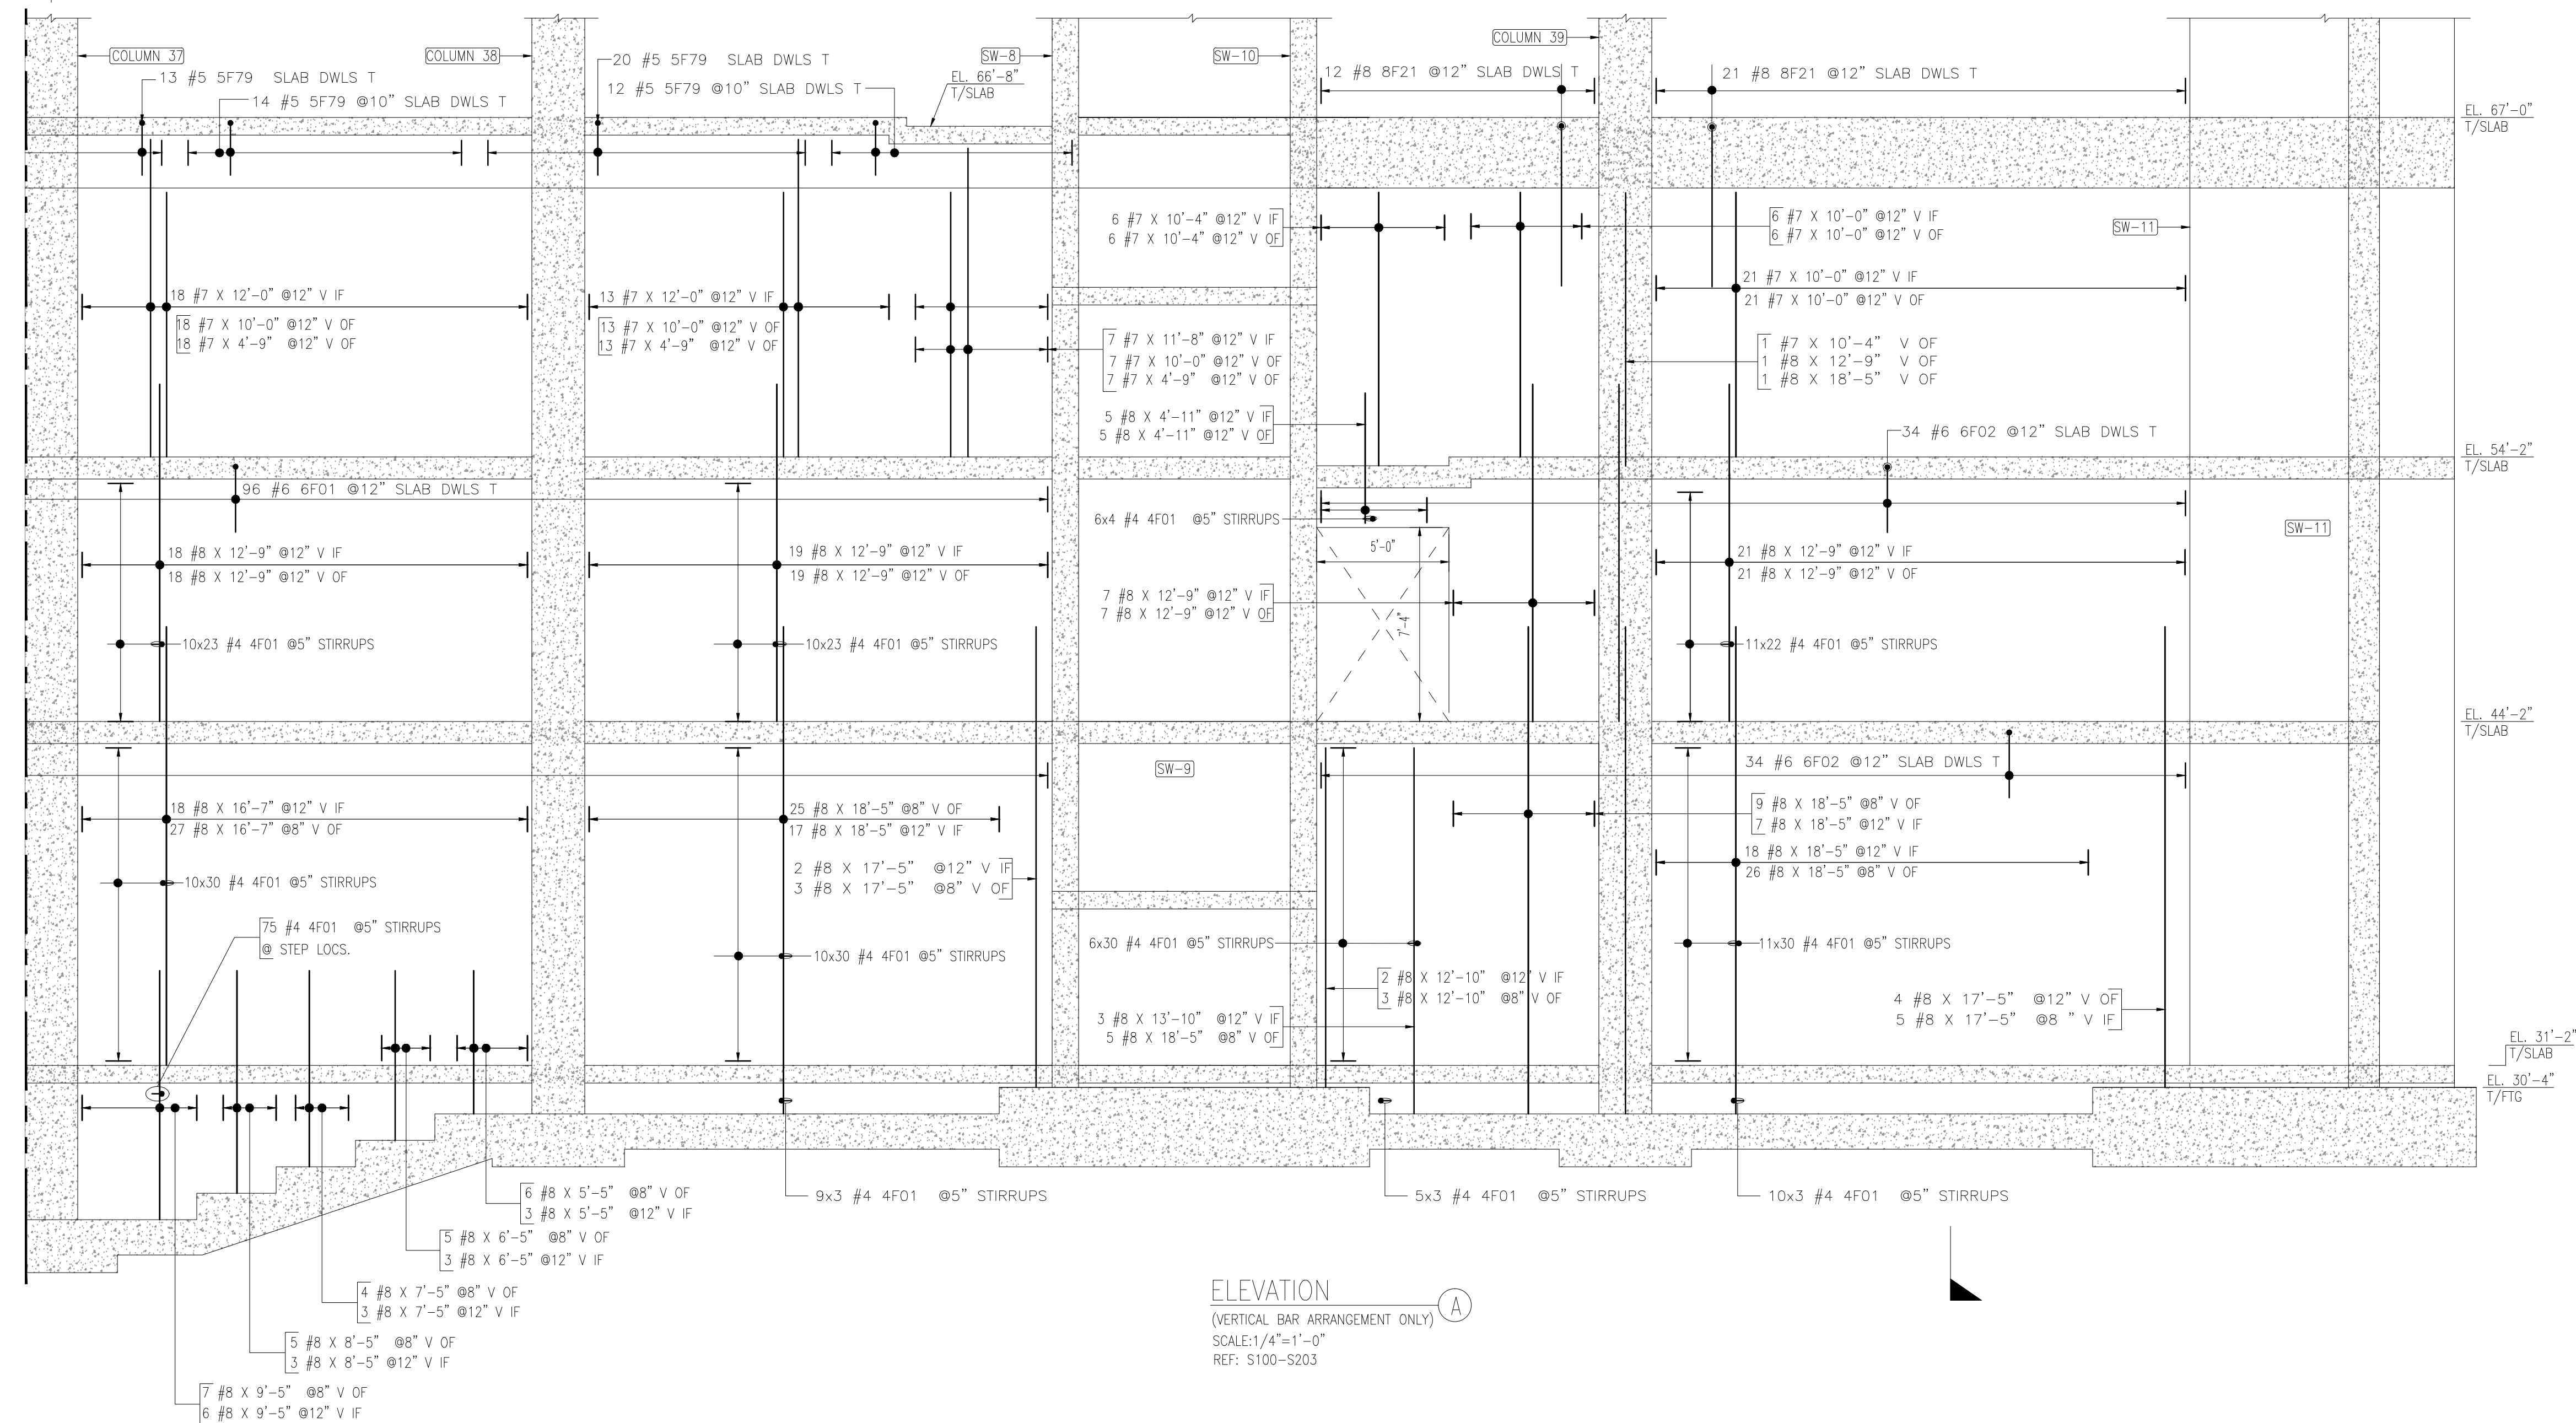 COLUMN 37
COLUMN 38
SW-8
SW-10
COLUMN 39
13 #5 5F79 SLAB DWLS T
14 #5 5F79 @10" SLAB DWLS T
20 #5 5F79 SLAB DWLS T
12 #5 5F79 @10" SLAB DWLS T
EL. 66'-8"
T/SLAB
12 #8 8F21 @12" SLAB DWLS T
21 #8 8F21 @12" SLAB DWLS T
EL. 67'-0"
T/SLAB
6 #7 X 10'-4" @12" V IF
6 #7 X 10'-4" @12" V OF
6 #7 X 10'-0" @12" V IF
6 #7 X 10'-0" @12" V OF
SW-11
18 #7 X 12'-0" @12" V IF
18 #7 X 10'-0" @12" V OF
18 #7 X 4'-9" @12" V OF
13 #7 X 12'-0" @12" V IF
13 #7 X 10'-0" @12" V OF
13 #7 X 4'-9" @12" V OF
7 #7 X 11'-8" @12" V IF
7 #7 X 10'-0" @12" V OF
7 #7 X 4'-9" @12" V OF
21 #7 X 10'-0" @12" V IF
21 #7 X 10'-0" @12" V OF
1 #7 X 10'-4" V OF
1 #8 X 12'-9" V OF
1 #8 X 18'-5" V OF
5 #8 X 4'-11" @12" V IF
5 #8 X 4'-11" @12" V OF
34 #6 6F02 @12" SLAB DWLS T
EL. 54'-2"
T/SLAB
96 #6 6F01 @12" SLAB DWLS T
6x4 #4 4F01 @5" STIRRUPS
5'-0"
7'-4"
SW-11
18 #8 X 12'-9" @12" V IF
18 #8 X 12'-9" @12" V OF
19 #8 X 12'-9" @12" V IF
19 #8 X 12'-9" @12" V OF
7 #8 X 12'-9" @12" V IF
7 #8 X 12'-9" @12" V OF
21 #8 X 12'-9" @12" V IF
21 #8 X 12'-9" @12" V OF
10x23 #4 4F01 @5" STIRRUPS
10x23 #4 4F01 @5" STIRRUPS
11x22 #4 4F01 @5" STIRRUPS
EL. 44'-2"
T/SLAB
SW-9
34 #6 6F02 @12" SLAB DWLS T
18 #8 X 16'-7" @12" V IF
27 #8 X 16'-7" @8" V OF
25 #8 X 18'-5" @8" V OF
17 #8 X 18'-5" @12" V IF
2 #8 X 17'-5" @12" V IF
3 #8 X 17'-5" @8" V OF
9 #8 X 18'-5" @8" V OF
7 #8 X 18'-5" @12" V IF
18 #8 X 18'-5" @12" V IF
26 #8 X 18'-5" @8" V OF
10x30 #4 4F01 @5" STIRRUPS
75 #4 4F01 @5" STIRRUPS
@ STEP LOCS.
10x30 #4 4F01 @5" STIRRUPS
6x30 #4 4F01 @5" STIRRUPS
11x30 #4 4F01 @5" STIRRUPS
2 #8 X 12'-10" @12' V IF
3 #8 X 12'-10" @8" V OF
3 #8 X 13'-10" @12" V IF
5 #8 X 18'-5" @8" V OF
4 #8 X 17'-5" @12" V OF
5 #8 X 17'-5" @8 " V IF
EL. 31'-2"
T/SLAB
EL. 30'-4"
T/FTG
6 #8 X 5'-5" @8" V OF
3 #8 X 5'-5" @12" V IF
9x3 #4 4F01 @5" STIRRUPS
5x3 #4 4F01 @5" STIRRUPS
10x3 #4 4F01 @5" STIRRUPS
5 #8 X 6'-5" @8" V OF
3 #8 X 6'-5" @12" V IF
4 #8 X 7'-5" @8" V OF
3 #8 X 7'-5" @12" V IF
5 #8 X 8'-5" @8" V OF
3 #8 X 8'-5" @12" V IF
7 #8 X 9'-5" @8" V OF
6 #8 X 9'-5" @12" V IF
ELEVATION
A
(VERTICAL BAR ARRANGEMENT ONLY)
SCALE:1/4"=1'-0"
REF: S100-S203